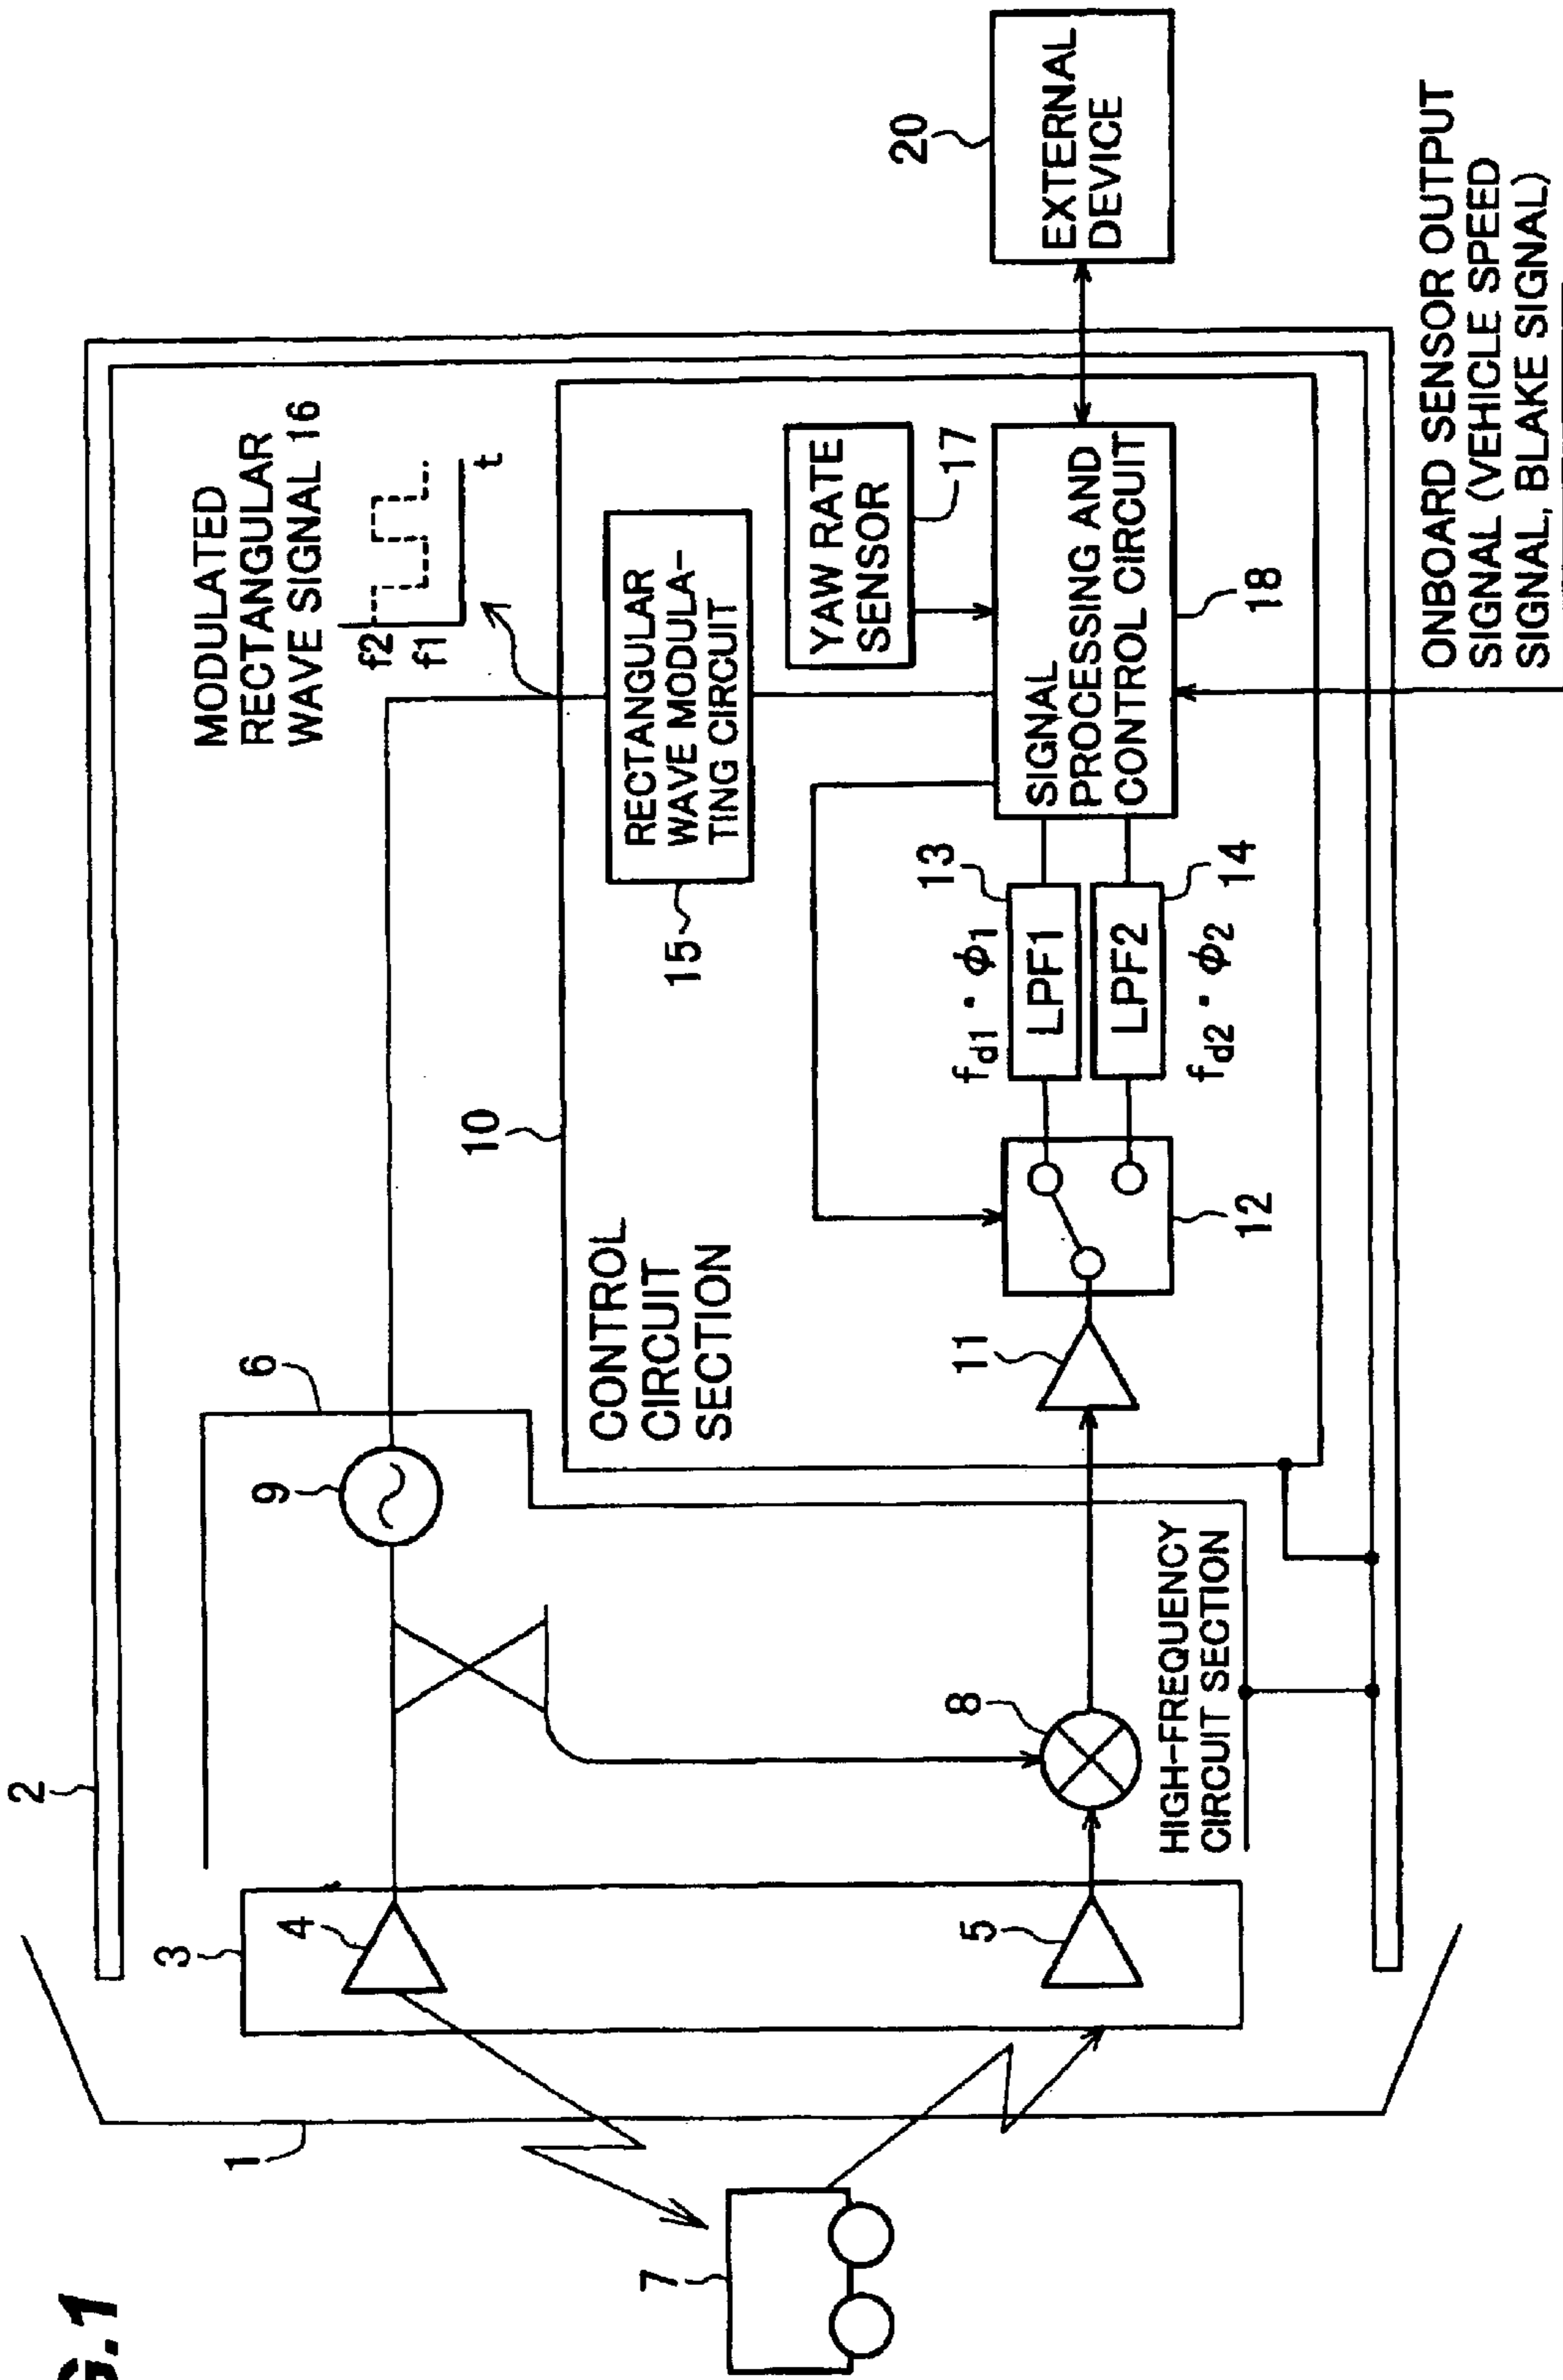 G.1
MODULATED
RECTANGULAR
WAVE SIGNAL 16
f2
f1
t
2
6
9
10
CONTROL
CIRCUIT
SECTION
RECTANGULAR
WAVE MODULA-
TING CIRCUIT
15
YAW RATE
SENSOR
17
20
EXTERNAL
DEVICE
3
4
5
8
11
12
fd1・ϕ1
13
LPF1
LPF2
14
fd2・ϕ2
SIGNAL
PROCESSING AND
CONTROL CIRCUIT
18
HIGH-FREQUENCY
CIRCUIT SECTION
1
7
ONBOARD SENSOR OUTPUT
SIGNAL (VEHICLE SPEED
SIGNAL, BLAKE SIGNAL)